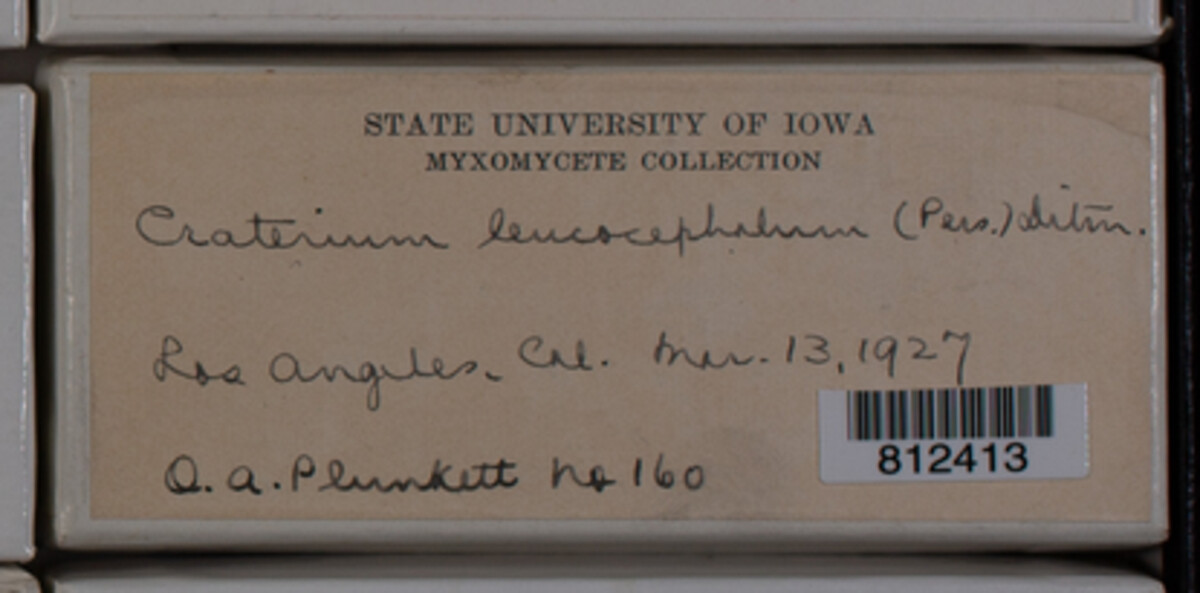 STATE UNIVERSITY OF IOWA
MYXOMYCETE COLLECTION
Craterium leucocephalum (Pers.) Ditm.
Los Angeles, Cal. Mar. 13, 1927
O. A. Plunkett No 160
812413